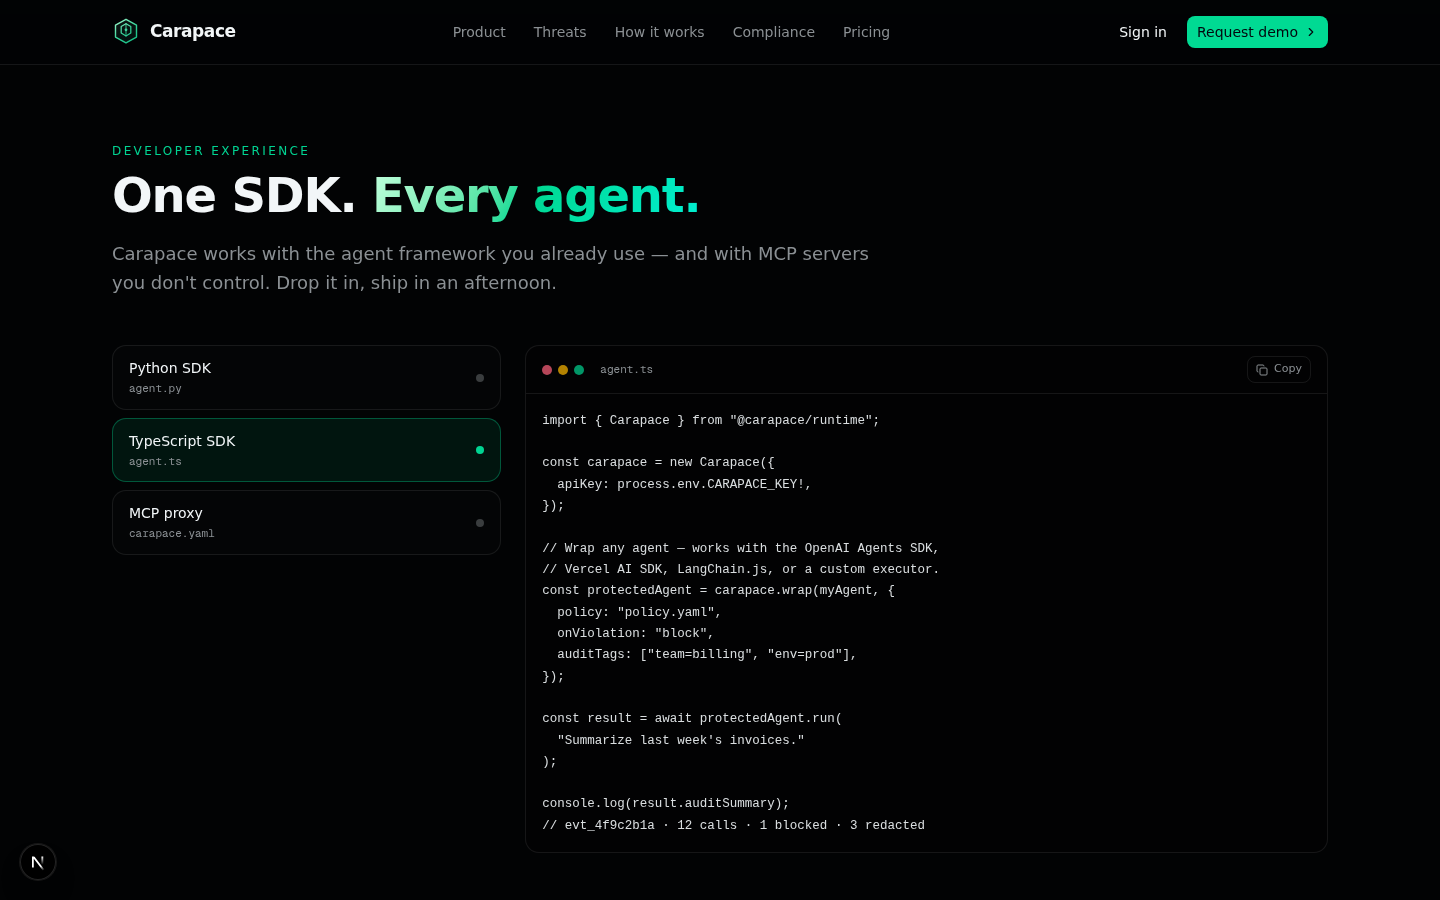 Carapace
Product
Threats
How it works
Compliance
Pricing
Sign in
Request demo
DEVELOPER EXPERIENCE
One SDK. Every agent.
Carapace works with the agent framework you already use — and with MCP servers
you don't control. Drop it in, ship in an afternoon.
Python SDK
agent.py
TypeScript SDK
agent.ts
MCP proxy
carapace.yaml
agent.ts
Copy
import { Carapace } from "@carapace/runtime";
const carapace = new Carapace({
  apiKey: process.env.CARAPACE_KEY!,
});
// Wrap any agent — works with the OpenAI Agents SDK,
// Vercel AI SDK, LangChain.js, or a custom executor.
const protectedAgent = carapace.wrap(myAgent, {
  policy: "policy.yaml",
  onViolation: "block",
  auditTags: ["team=billing", "env=prod"],
});
const result = await protectedAgent.run(
  "Summarize last week's invoices."
);
console.log(result.auditSummary);
// evt_4f9c2b1a · 12 calls · 1 blocked · 3 redacted
N